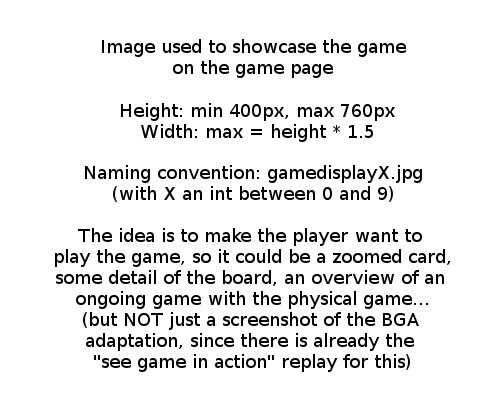 Image used to showcase the game
on the game page
Height: min 400px, max 760px
Width: max = height * 1.5
Naming convention: gamedisplayX.jpg
(with X an int between 0 and 9)
The idea is to make the player want to
play the game, so it could be a zoomed card,
some detail of the board, an overview of an
ongoing game with the physical game...
(but NOT just a screenshot of the BGA
adaptation, since there is already the
"see game in action" replay for this)